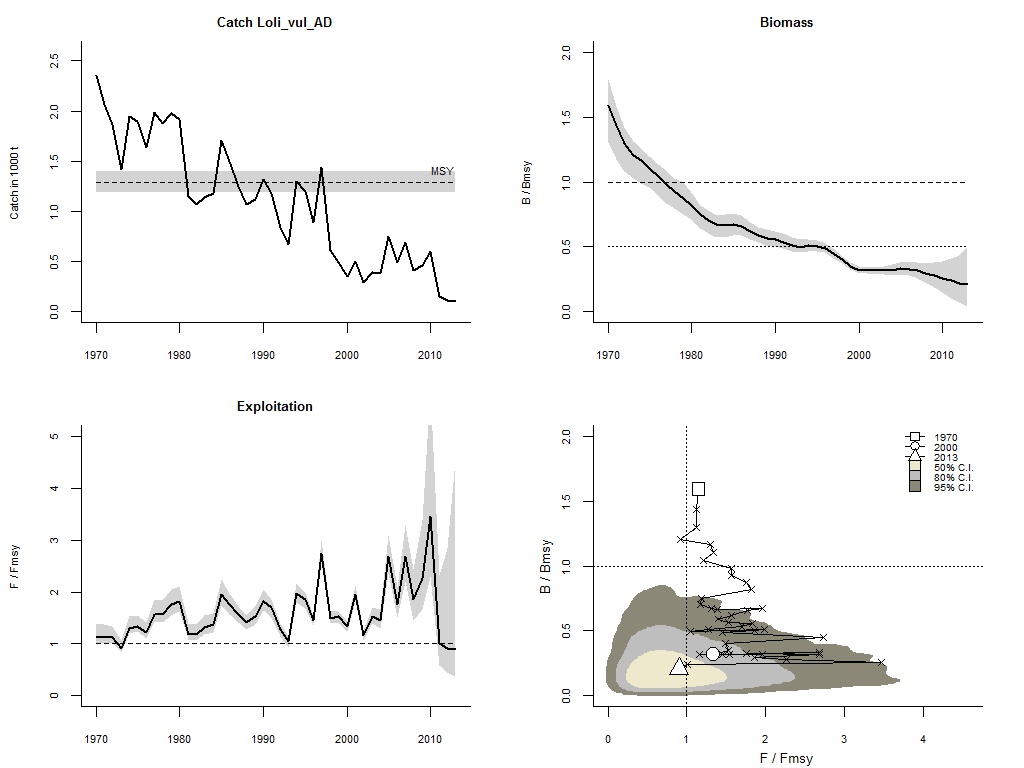 Catch Loli_vul_AD
Catch in 1000 t
2.5
2.0
1.5
1.0
0.5
0.0
MSY
1970 1980 1990 2000 2010
Biomass
B / Bmsy
2.0
1.5
1.0
0.5
0.0
1970 1980 1990 2000 2010
Exploitation
F / Fmsy
5
4
3
2
1
0
1970 1980 1990 2000 2010
B / Bmsy
2.0
1.5
1.0
0.5
0.0
1970
2000
2013
50% C.I.
80% C.I.
95% C.I.
0 1 2 3 4
F / Fmsy